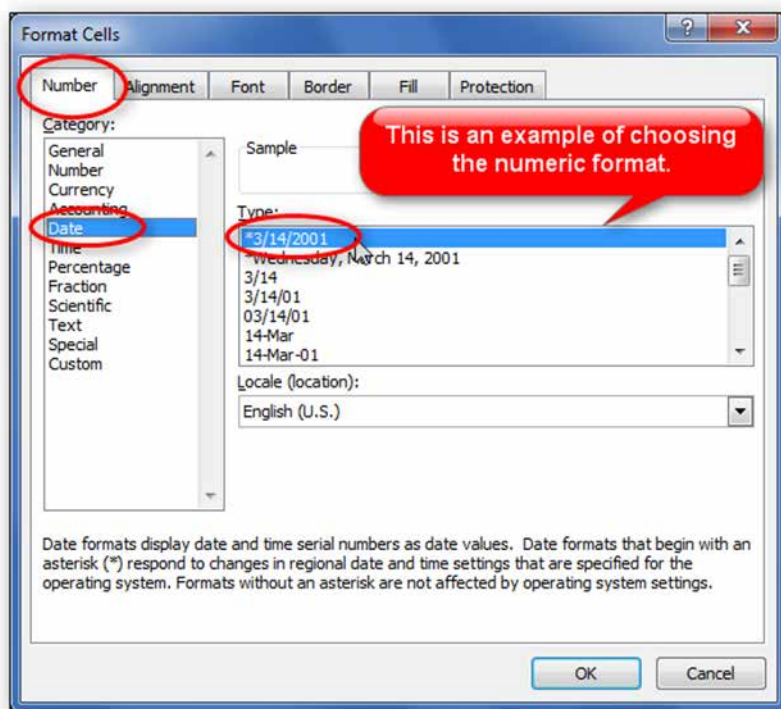 Format Cells
Number Alignment Font Border Fill Protection
Category:
General
Number
Currency
Accounting
Date
Time
Percentage
Fraction
Scientific
Text
Special
Custom
Sample
This is an example of choosing
the numeric format.
Type:
*3/14/2001
*Wednesday, March 14, 2001
3/14
3/14/01
03/14/01
14-Mar
14-Mar-01
Locale (location):
English (U.S.)
Date formats display date and time serial numbers as date values. Date formats that begin with an
asterisk (*) respond to changes in regional date and time settings that are specified for the
operating system. Formats without an asterisk are not affected by operating system settings.
OK Cancel